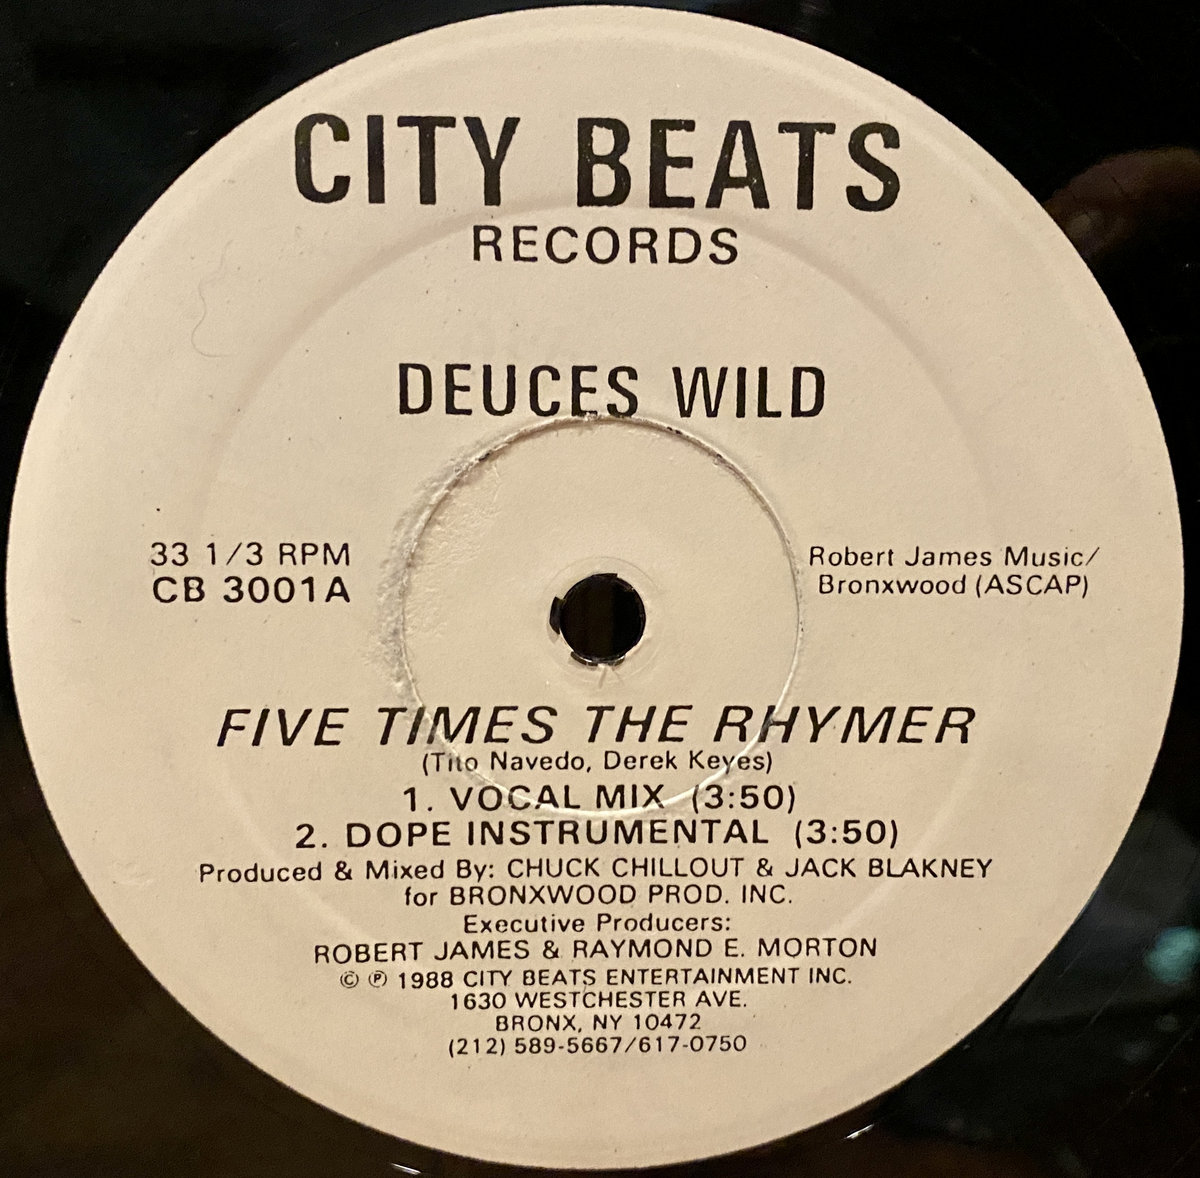 CITY BEATS
RECORDS
DEUCES WILD
33 1/3 RPM
CB 3001A
Robert James Music/
Bronxwood (ASCAP)
FIVE TIMES THE RHYMER
(Tito Navedo, Derek Keyes)
1. VOCAL MIX (3:50)
2. DOPE INSTRUMENTAL (3:50)
Produced & Mixed By: CHUCK CHILLOUT & JACK BLAKNEY
for BRONXWOOD PROD. INC.
Executive Producers:
ROBERT JAMES & RAYMOND E. MORTON
© ℗ 1988 CITY BEATS ENTERTAINMENT INC.
1630 WESTCHESTER AVE.
BRONX, NY 10472
(212) 589-5667/617-0750